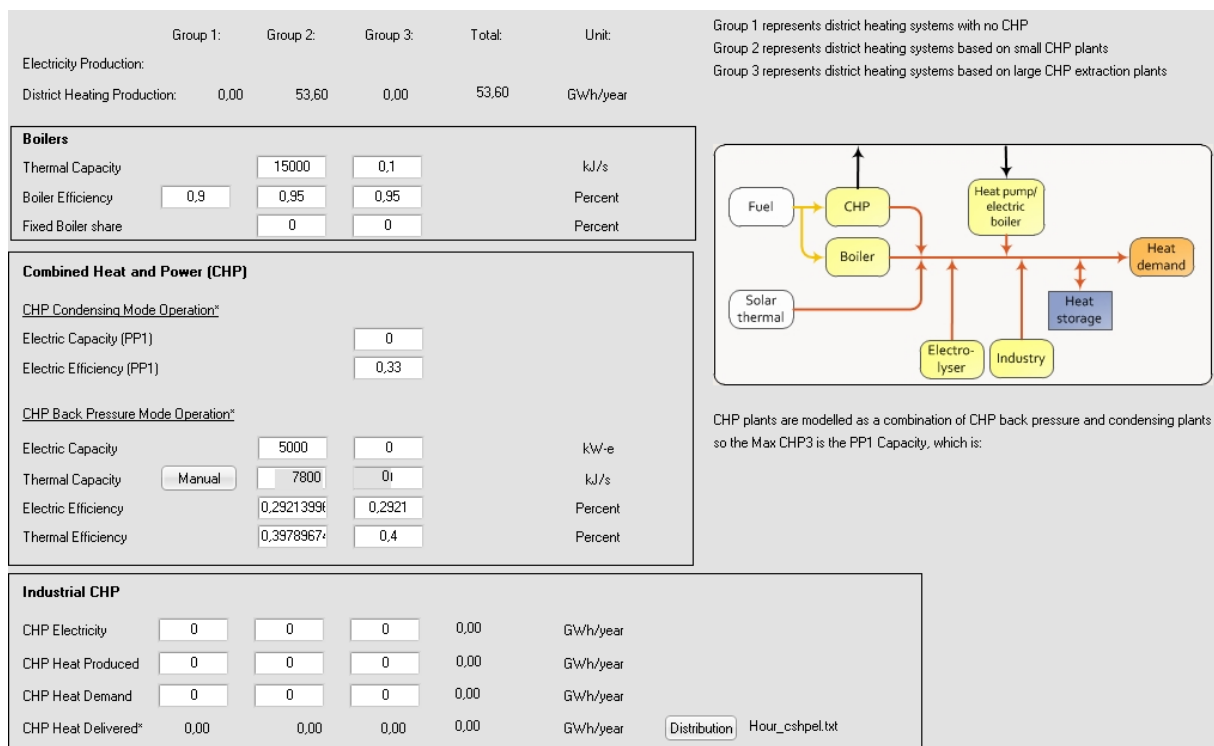 Group 1: Group 2: Group 3: Total: Unit:
Electricity Production:
District Heating Production: 0,00 53,60 0,00 53,60 GWh/year
Group 1 represents district heating systems with no CHP
Group 2 represents district heating systems based on small CHP plants
Group 3 represents district heating systems based on large CHP extraction plants
Boilers
Thermal Capacity 15000 0,1 kJ/s
Boiler Efficiency 0,9 0,95 0,95 Percent
Fixed Boiler share 0 0 Percent
Combined Heat and Power (CHP)
CHP Condensing Mode Operation*
Electric Capacity (PP1) 0
Electric Efficiency (PP1) 0,33
CHP Back Pressure Mode Operation*
Electric Capacity 5000 0 kW-e
Thermal Capacity Manual 7800 0 kJ/s
Electric Efficiency 0,2921399 0,2921 Percent
Thermal Efficiency 0,3978967 0,4 Percent
Fuel
CHP
Heat pump/
electric
boiler
Boiler
Heat
demand
Solar
thermal
Heat
storage
Electro-
lyser
Industry
CHP plants are modelled as a combination of CHP back pressure and condensing plants
so the Max CHP3 is the PP1 Capacity, which is:
Industrial CHP
CHP Electricity 0 0 0 0,00 GWh/year
CHP Heat Produced 0 0 0 0,00 GWh/year
CHP Heat Demand 0 0 0 0,00 GWh/year
CHP Heat Delivered* 0,00 0,00 0,00 0,00 GWh/year Distribution Hour_cshpel.txt